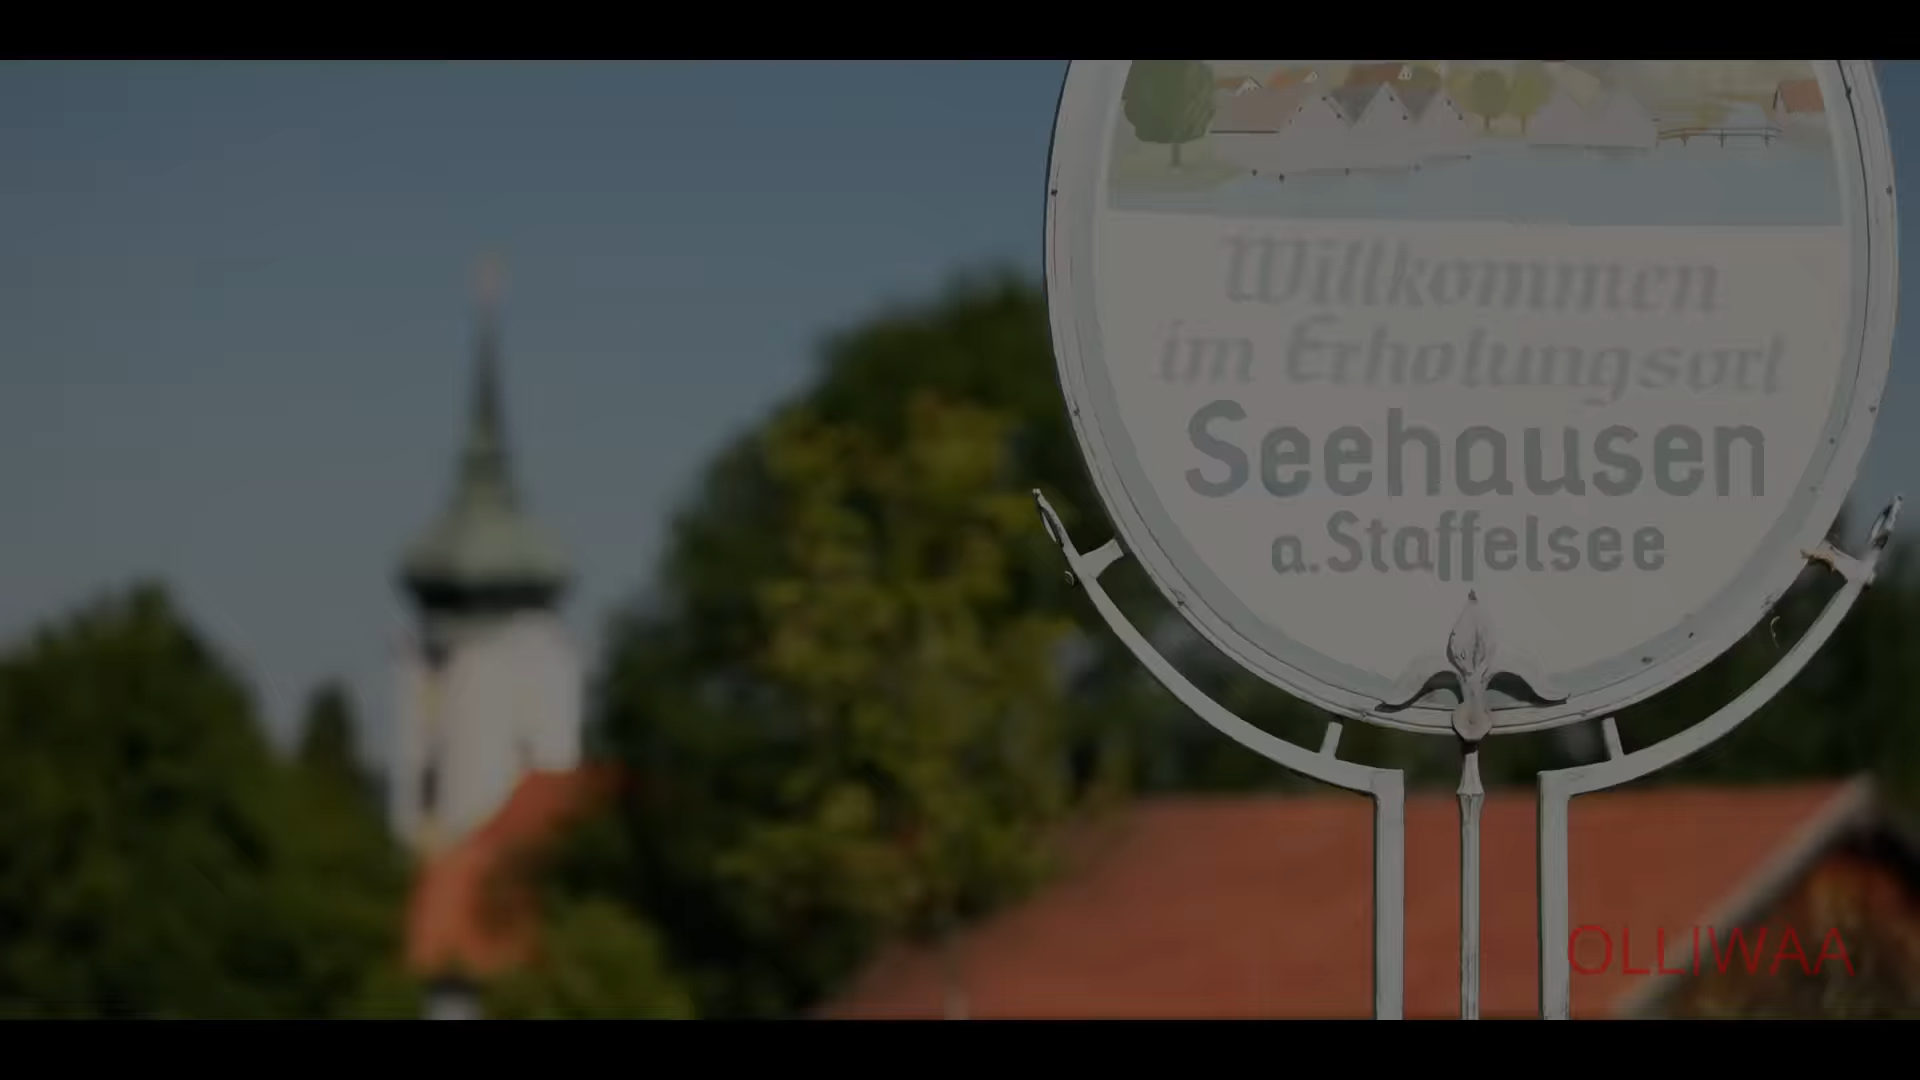 Willkommen
im Erholungsort
Seehausen
a. Staffelsee
OLLIWAA